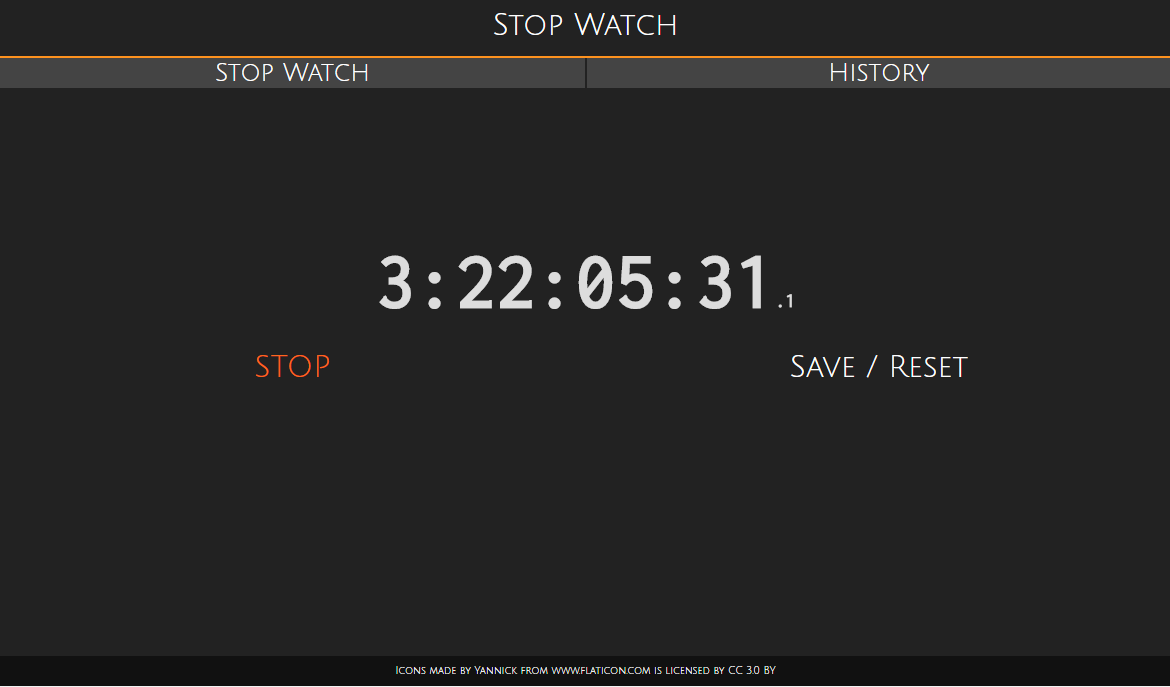 Stop Watch
Stop Watch
History
3:22:05:31.1
STOP
Save / Reset
Icons made by Yannick from www.flaticon.com is licensed by CC 3.0 BY